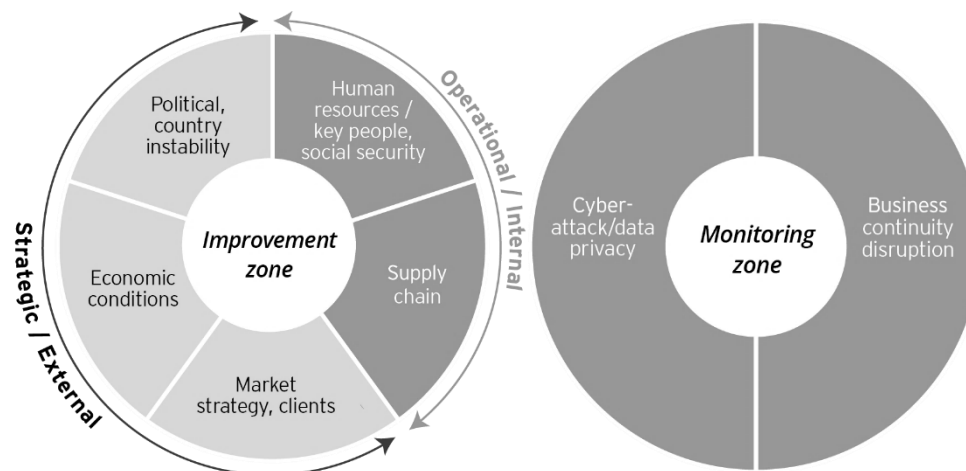 Political,
country
instability
Human
resources /
key people,
social security
Operational / Internal
Improvement
zone
Economic
conditions
Supply
chain
Market
strategy, clients
Strategic / External
Cyber-
attack/data
privacy
Monitoring
zone
Business
continuity
disruption